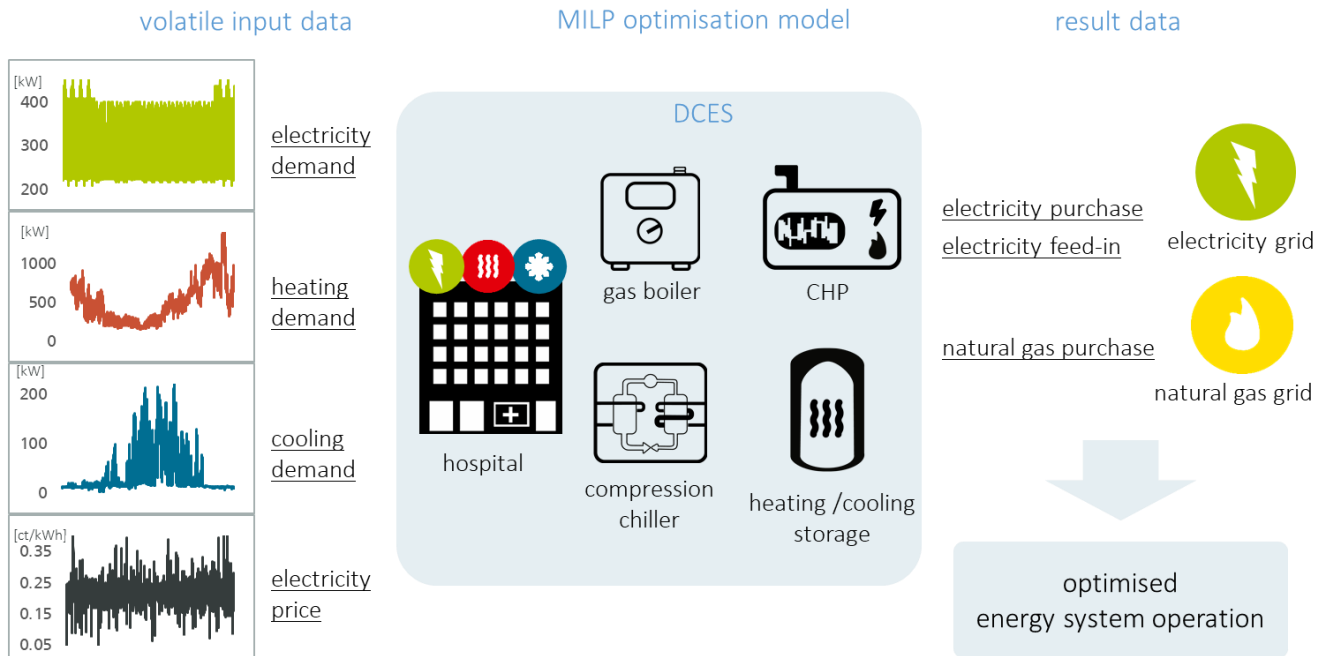 volatile input data
MILP optimisation model
result data
[kW]
400
300
200
electricity
demand
[kW]
1000
500
0
heating
demand
[kW]
200
100
0
cooling
demand
[ct/kWh]
0.35
0.25
0.15
0.05
electricity
price
DCES
gas boiler
CHP
hospital
compression
chiller
heating /cooling
storage
electricity purchase
electricity feed-in
electricity grid
natural gas purchase
natural gas grid
optimised
energy system operation